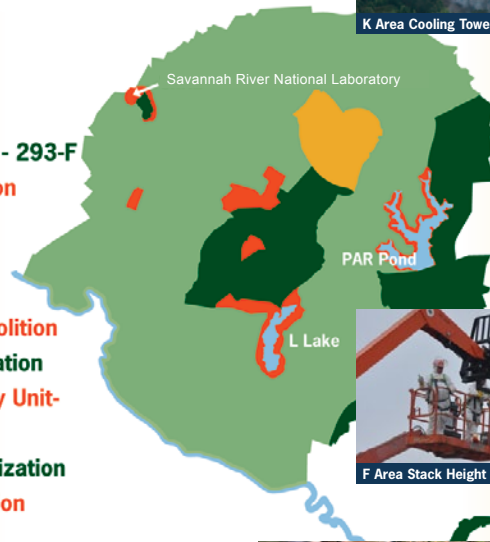 K Area Cooling Towe
Savannah River National Laboratory
- 293-F
on
PAR Pond
olition
L Lake
ation
y Unit-
ization
on
F Area Stack Height